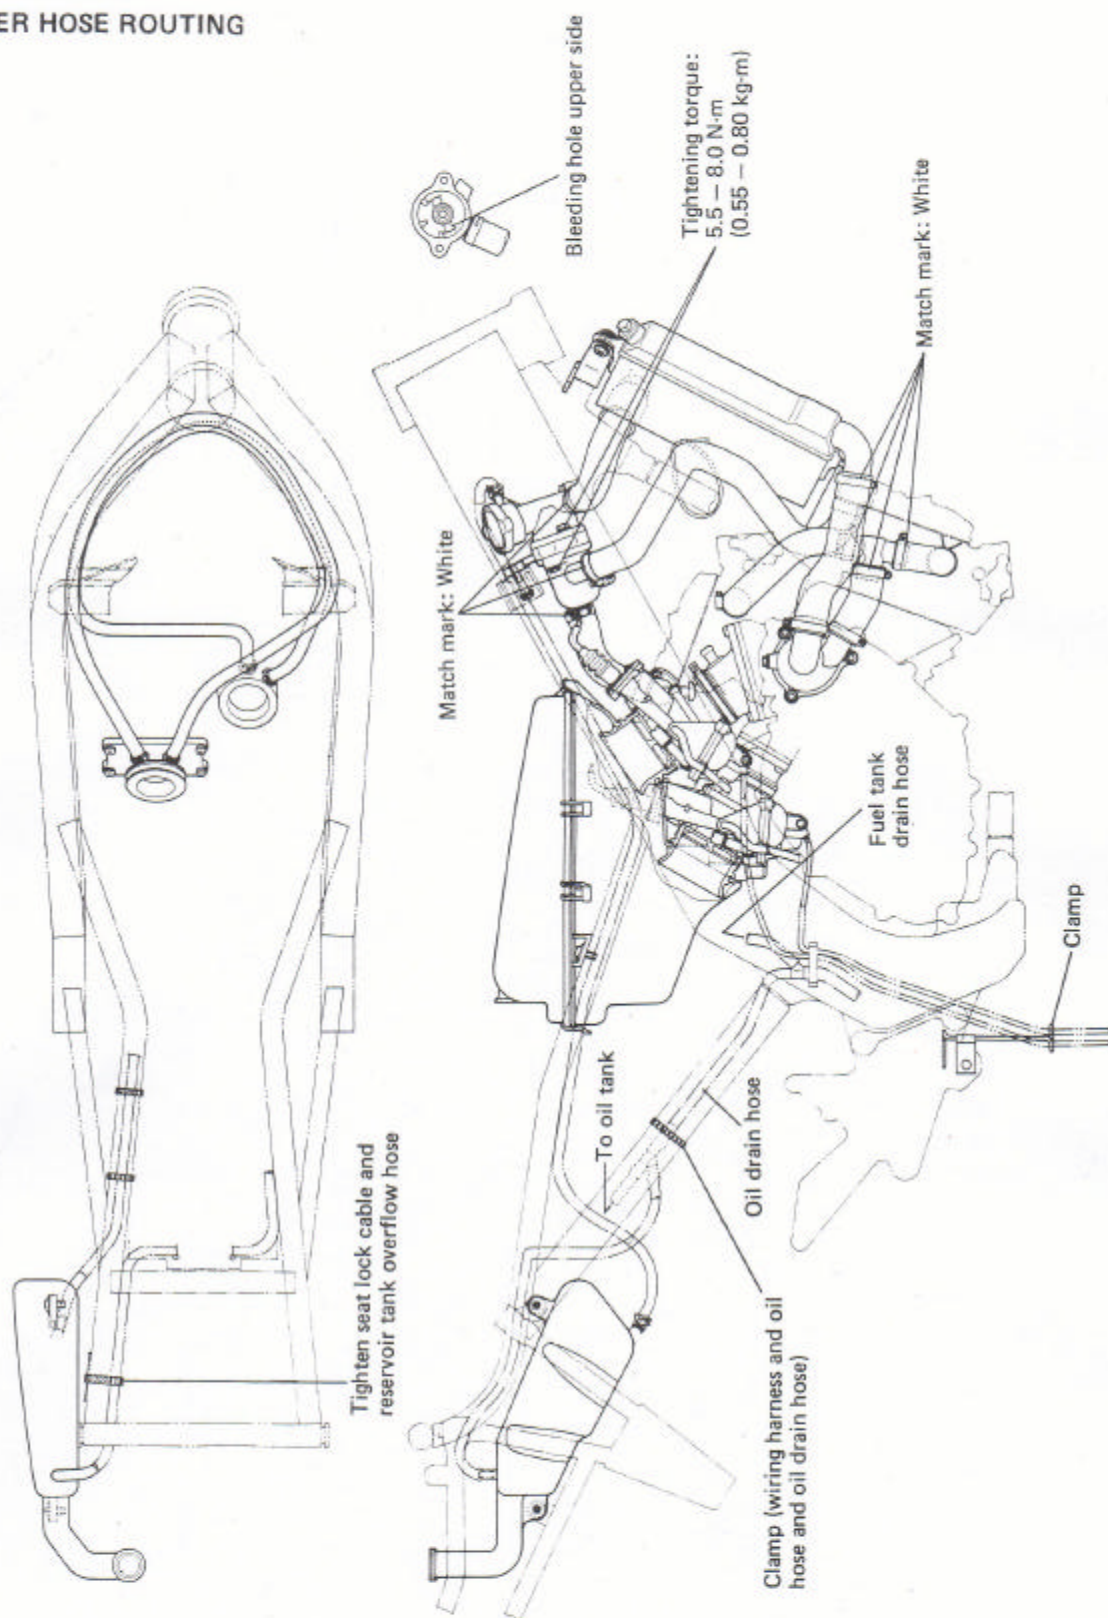 ER HOSE ROUTING
Bleeding hole upper side
Tightening torque:
5.5 – 8.0 N·m
(0.55 – 0.80 kg-m)
Match mark: White
Match mark: White
Fuel tank
drain hose
Clamp
To oil tank
Oil drain hose
Tighten seat lock cable and
reservoir tank overflow hose
Clamp (wiring harness and oil
hose and oil drain hose)